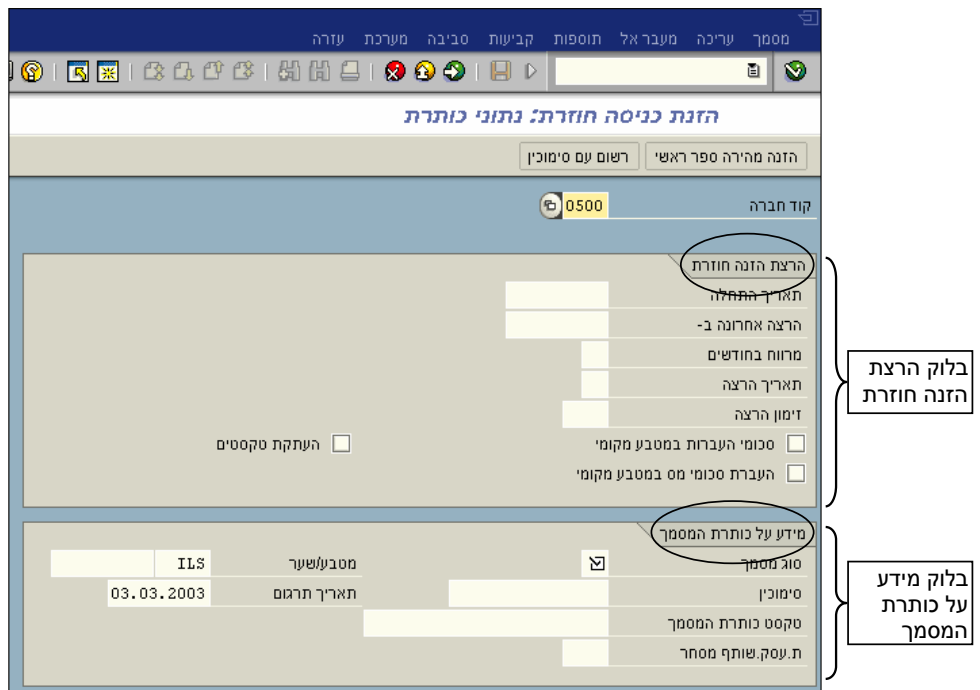 מסמך עריכה מעבר אל תוספות קביעות סביבה מערכת עזרה
הזנת כניסה חוזרת: נתוני כותרת
הזנה מהירה ספר ראשי רשום עם סימוכין
קוד חברה 0500
הרצת הזנה חוזרת
תאריך התחלה
הרצה אחרונה ב-
מרווח בחודשים
תאריך הרצה
זימון הרצה
סכומי העברות במטבע מקומי העתקת טקסטים
העברת סכומי מס במטבע מקומי
בלוק הרצת
הזנה חוזרת
מידע על כותרת המסמך
סוג מסמך מטבע/שער ILS
סימוכין תאריך תרגום 03.03.2003
טקסט כותרת המסמך
ת.עסק.שותף מסחר
בלוק מידע
על כותרת
המסמך